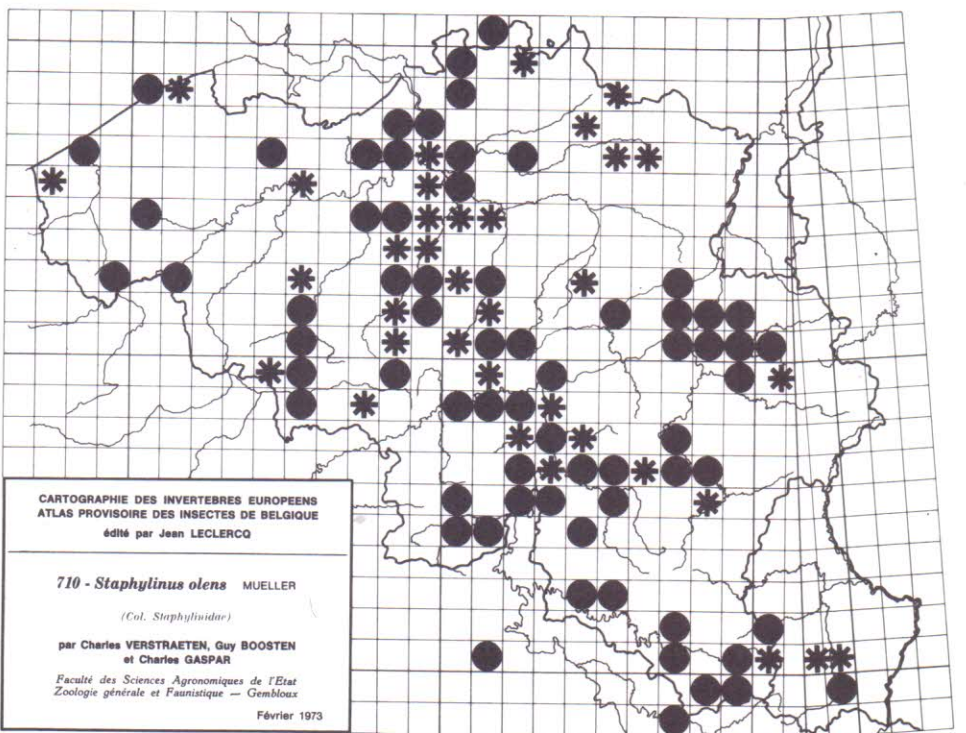 CARTOGRAPHIE DES INVERTEBRES EUROPEENS
ATLAS PROVISOIRE DES INSECTES DE BELGIQUE
édité par Jean LECLERCQ
710 - Staphylinus olens MUELLER
(Col. Staphylinidae)
par Charles VERSTRAETEN, Guy BOOSTEN
et Charles GASPAR
Faculté des Sciences Agronomiques de l'Etat
Zoologie générale et Faunistique — Gembloux
Février 1973